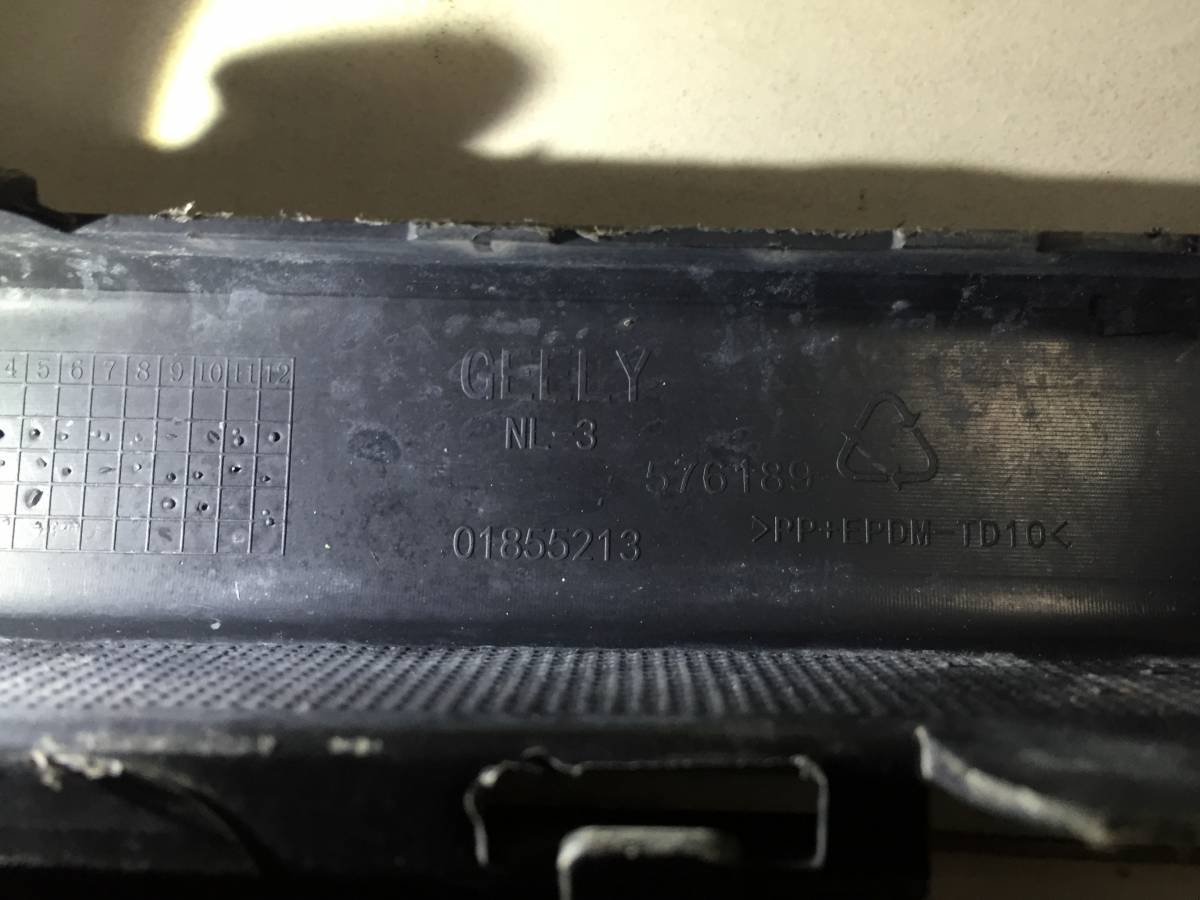 4 5 6 7 8 9 10 11 12
GEELY
NL-3
576189
01855213
>PP+EPDM-TD10<